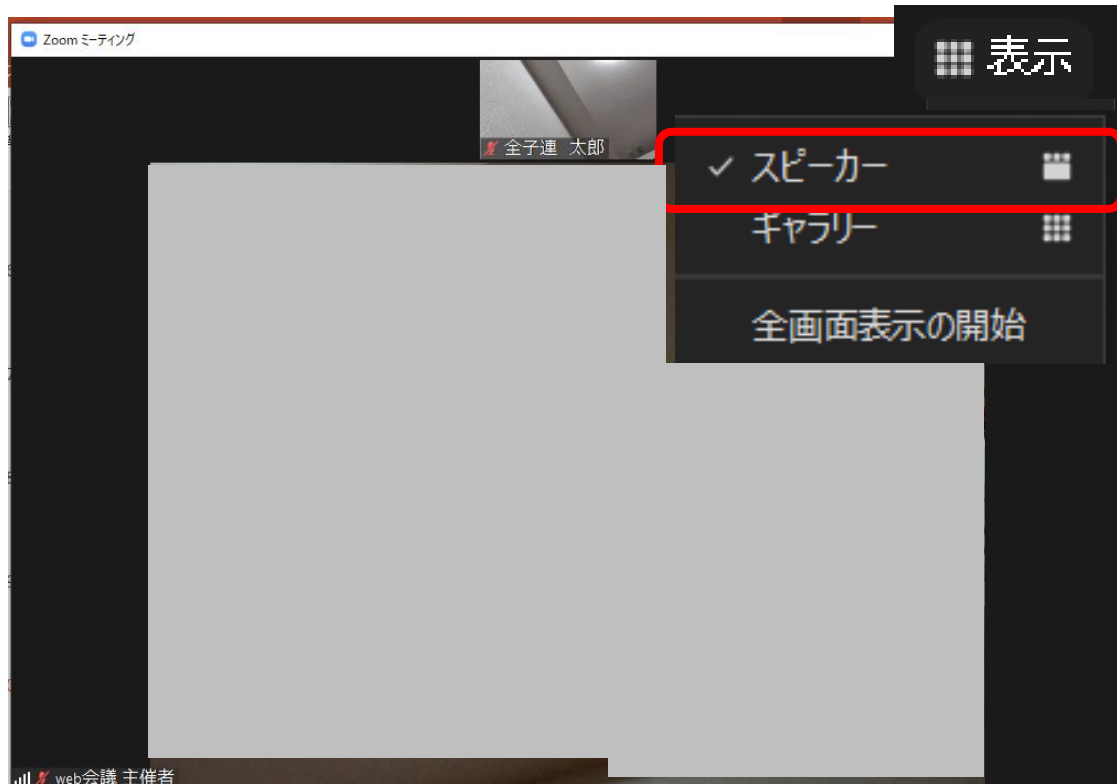 Zoom ミーティング
表示
全子連 太郎
スピーカー
ギャラリー
全画面表示の開始
web会議 主催者